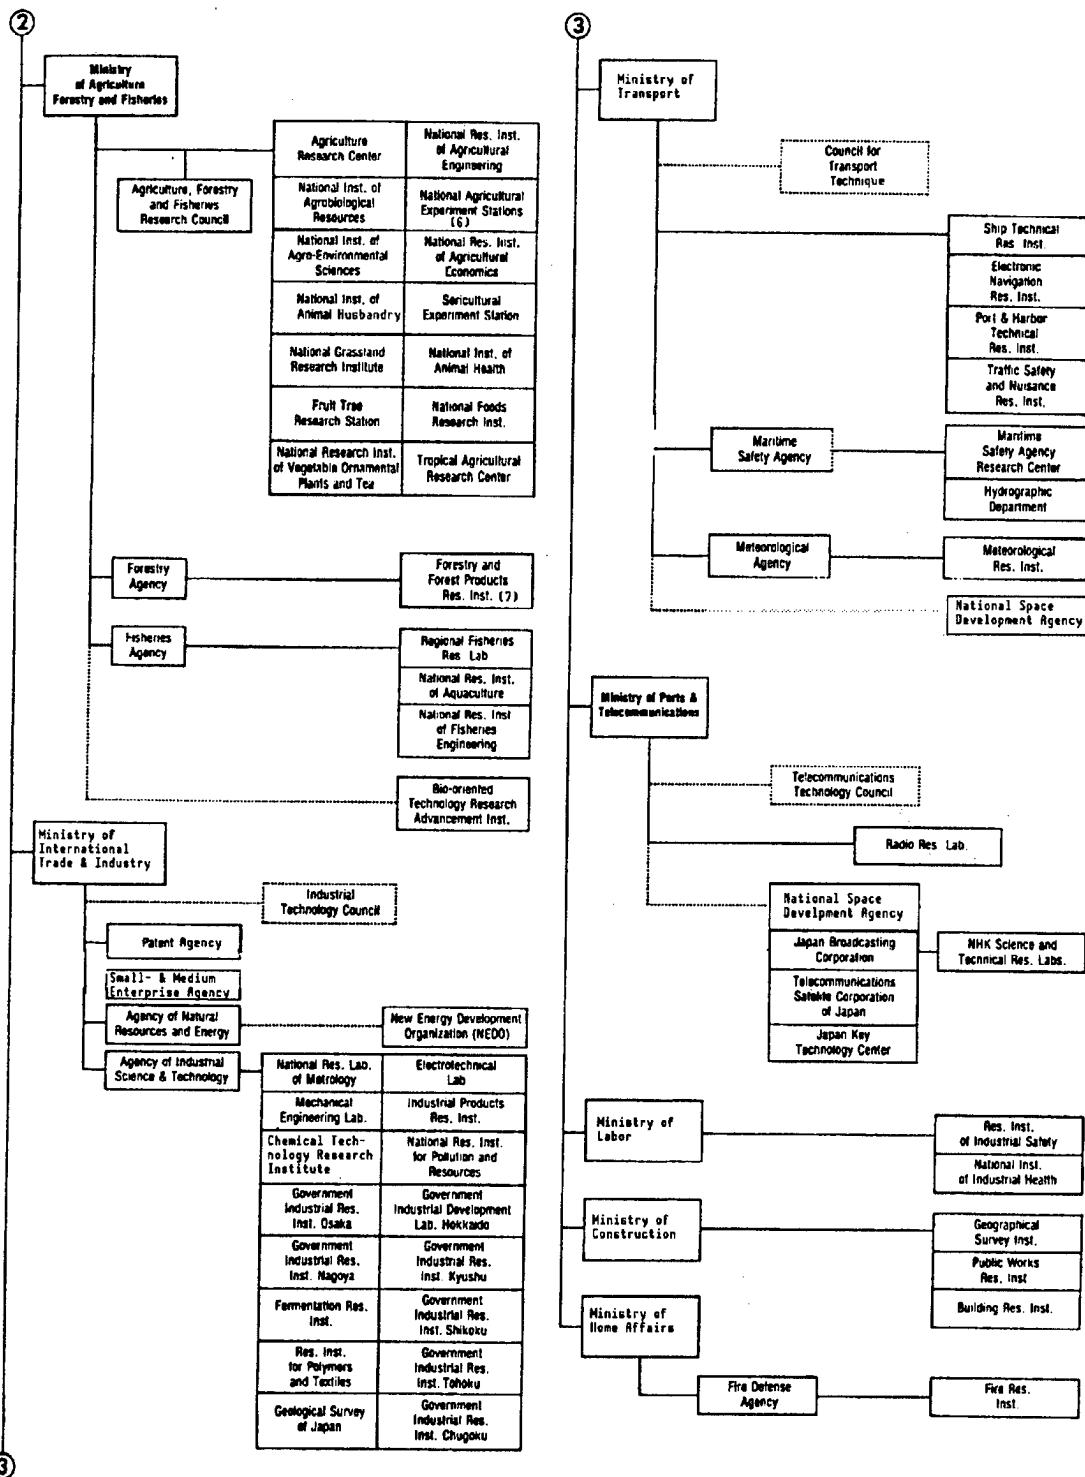 2
Ministry
of Agriculture
Forestry and Fisheries
Agriculture, Forestry
and Fisheries
Research Council
Agriculture
Research Center
National Res. Inst.
of Agricultural
Engineering
National Inst. of
Agrobiological
Resources
National Agricultural
Experiment Stations
(6)
National Inst. of
Agro-Environmental
Sciences
National Res. Inst.
of Agricultural
Economics
National Inst. of
Animal Husbandry
Sericultural
Experiment Station
National Grassland
Research Institute
National Inst. of
Animal Health
Fruit Tree
Research Station
National Foods
Research Inst.
National Research Inst.
of Vegetable Ornamental
Plants and Tea
Tropical Agricultural
Research Center
Forestry
Agency
Forestry and
Forest Products
Res. Inst. (7)
Fisheries
Agency
Regional Fisheries
Res Lab
National Res. Inst.
of Aquaculture
National Res. Inst
of Fisheries
Engineering
Bio-oriented
Technology Research
Advancement Inst.
Ministry of
International
Trade & Industry
Industrial
Technology Council
Patent Agency
Small- & Medium
Enterprise Agency
Agency of Natural
Resources and Energy
New Energy Development
Organization (NEDO)
Agency of Industrial
Science & Technology
National Res. Lab.
of Metrology
Electrotechnical
Lab
Mechanical
Engineering Lab.
Industrial Products
Res. Inst.
Chemical Tech-
nology Research
Institute
National Res. Inst.
for Pollution and
Resources
Government
Industrial Res.
Inst. Osaka
Government
Industrial Development
Lab. Hokkaido
Government
Industrial Res.
Inst. Nagoya
Government
Industrial Res.
Inst. Kyushu
Fermentation Res.
Inst.
Government
Industrial Res.
Inst. Shikoku
Res. Inst.
for Polymers
and Textiles
Government
Industrial Res.
Inst. Tohoku
Geological Survey
of Japan
Government
Industrial Res.
Inst. Chugoku
3
3
Ministry of
Transport
Council for
Transport
Technique
Ship Technical
Res. Inst.
Electronic
Navigation
Res. Inst.
Port & Harbor
Technical
Res. Inst.
Traffic Safety
and Nuisance
Res. Inst.
Maritime
Safety Agency
Maritime
Safety Agency
Research Center
Hydrographic
Department
Meteorological
Agency
Meteorological
Res. Inst.
National Space
Development Agency
Ministry of Ports &
Telecommunications
Telecommunications
Technology Council
Radio Res. Lab.
National Space
Develpment Agency
Japan Broadcasting
Corporation
NHK Science and
Technical Res. Labs.
Telecommunications
Satellite Corporation
of Japan
Japan Key
Technology Center
Ministry of
Labor
Res. Inst.
of Industrial Safety
National Inst.
of Industrial Health
Ministry of
Construction
Geographical
Survey Inst.
Public Works
Res. Inst
Building Res. Inst.
Ministry of
Home Affairs
Fire Defense
Agency
Fire Res.
Inst.